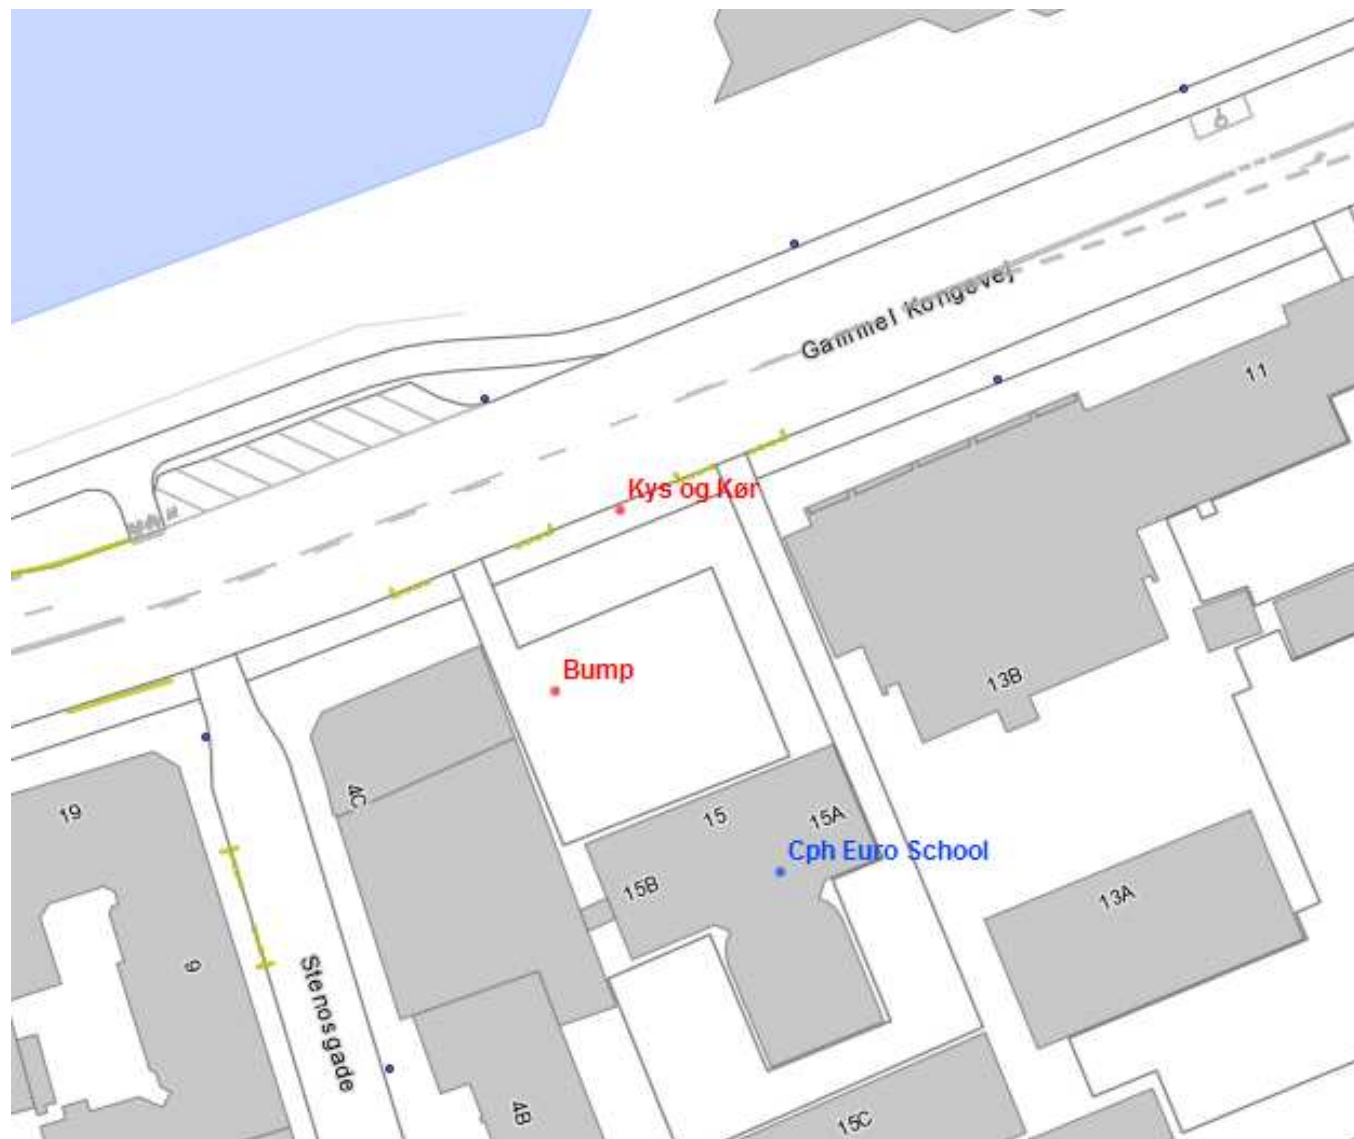 Gammel Kongevej
11
Kys og Kør
Bump
13B
4C
19
15
15A
Cph Euro School
15B
13A
9
Stenosgade
4B
15C